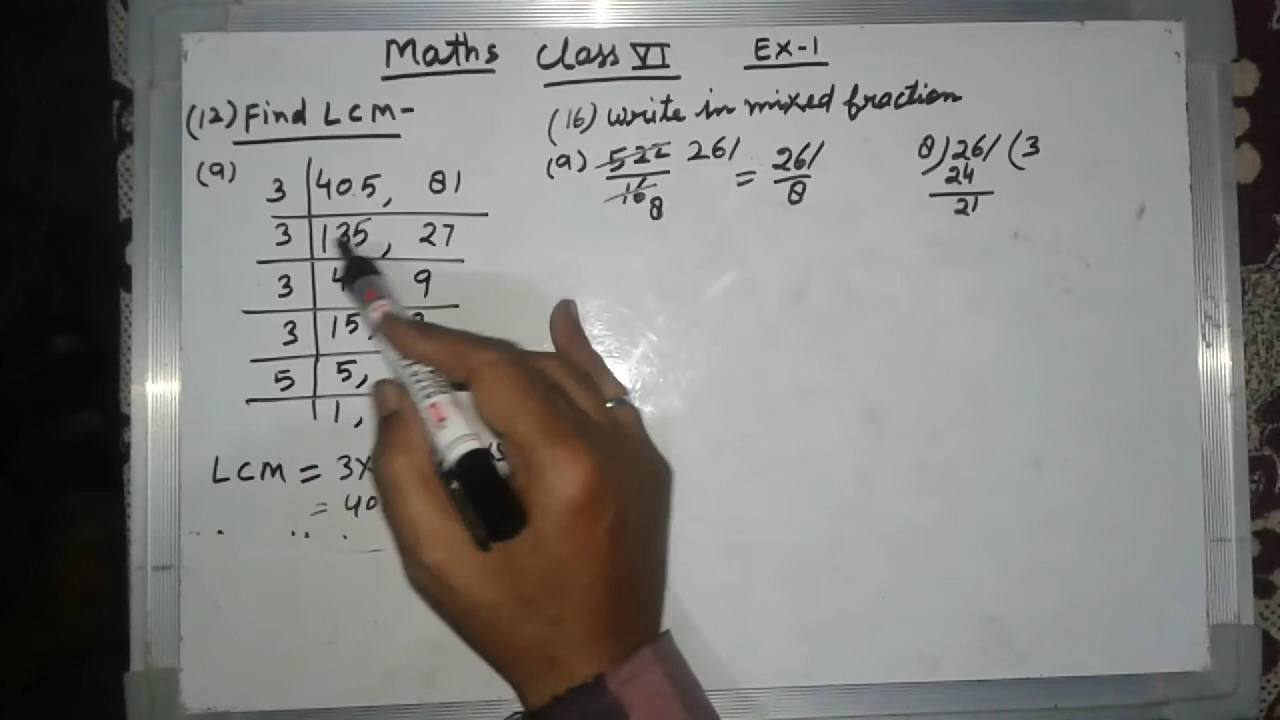 Maths Class VI Ex-1
(12) Find LCM-
(a) 3 | 405, 81
3 | 135, 27
3 | 4 9
3 | 15,
5 | 5,
1,
LCM = 3×
= 40
(16) Write in mixed fraction
(a) 522/16 261 8 = 261/8
8)261(3
24
21